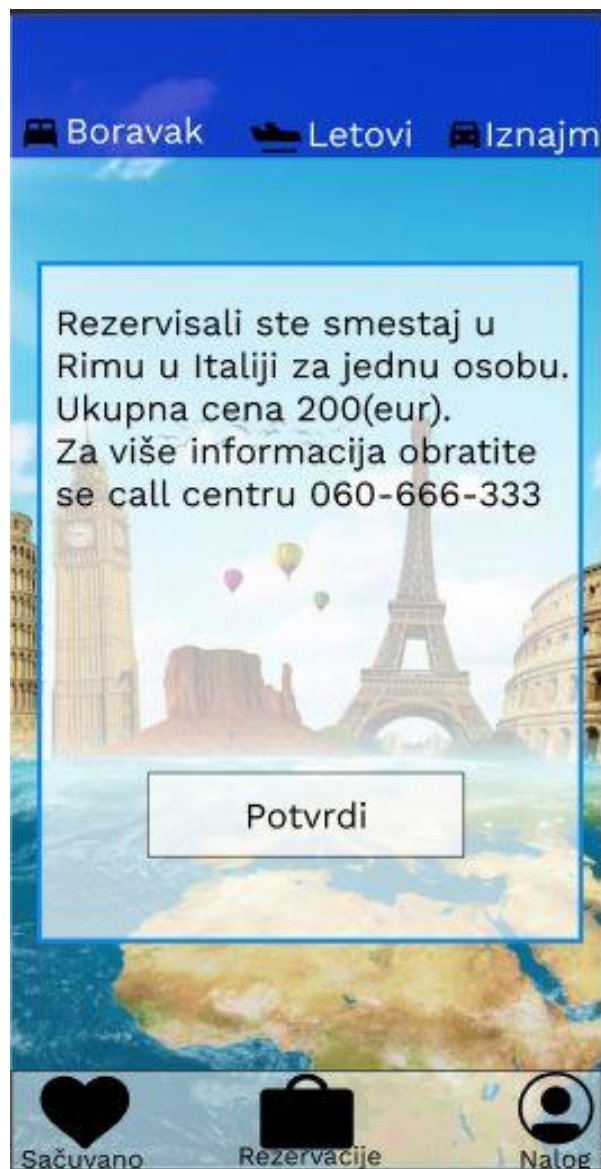 Boravak Letovi Iznajm
Rezervisali ste smestaj u
Rimu u Italiji za jednu osobu.
Ukupna cena 200(eur).
Za više informacija obratite
se call centru 060-666-333
Potvrdi
Sačuvano Rezervacije Nalog